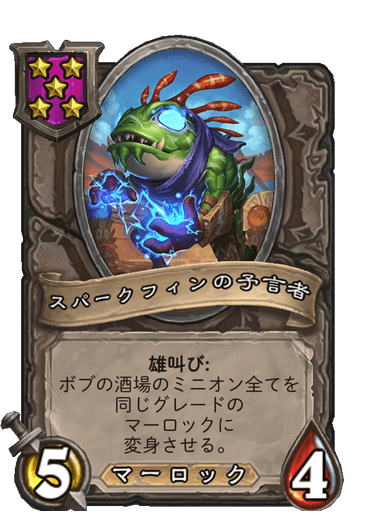 スパークフィンの予言者
雄叫び:
ボブの酒場のミニオン全てを
同じグレードの
マーロックに
変身させる。
5
マーロック
4